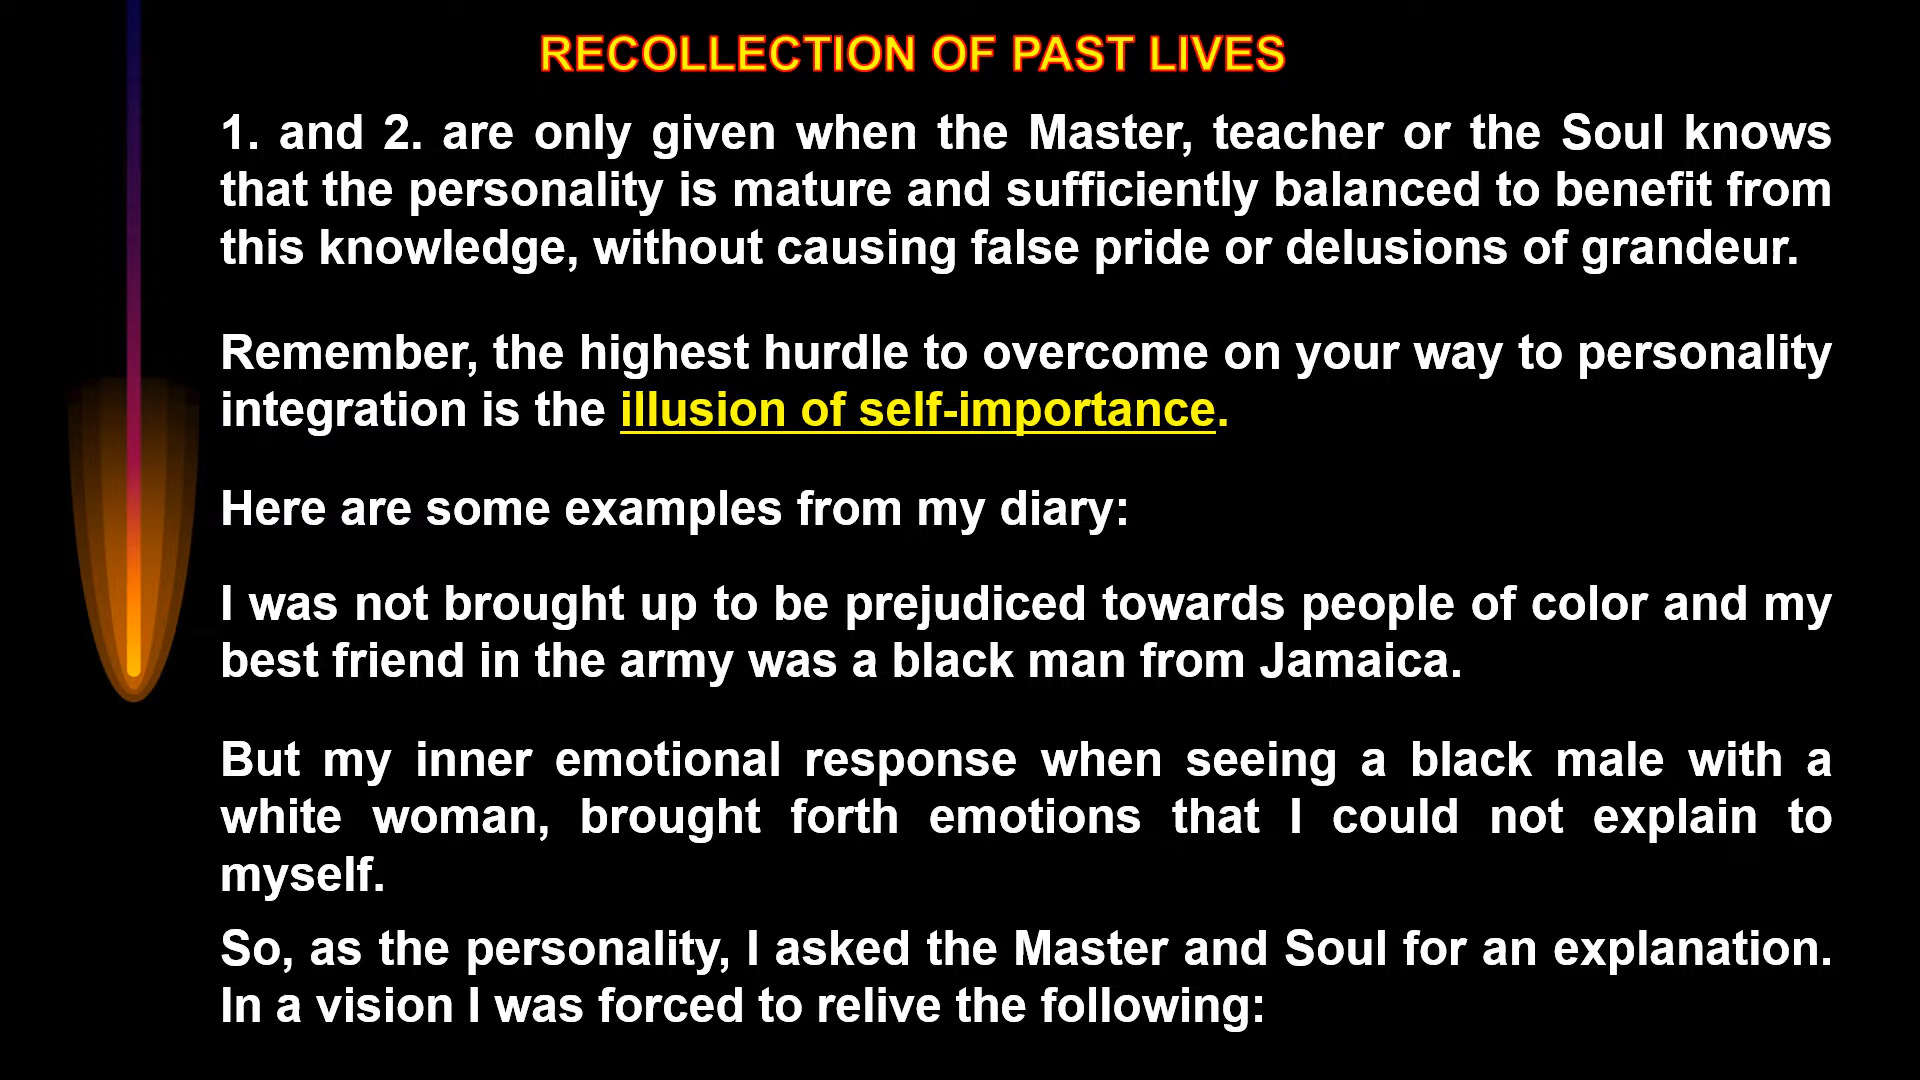 RECOLLECTION OF PAST LIVES
1. and 2. are only given when the Master, teacher or the Soul knows
that the personality is mature and sufficiently balanced to benefit from
this knowledge, without causing false pride or delusions of grandeur.
Remember, the highest hurdle to overcome on your way to personality
integration is the illusion of self-importance.
Here are some examples from my diary:
I was not brought up to be prejudiced towards people of color and my
best friend in the army was a black man from Jamaica.
But my inner emotional response when seeing a black male with a
white woman, brought forth emotions that I could not explain to
myself.
So, as the personality, I asked the Master and Soul for an explanation.
In a vision I was forced to relive the following: